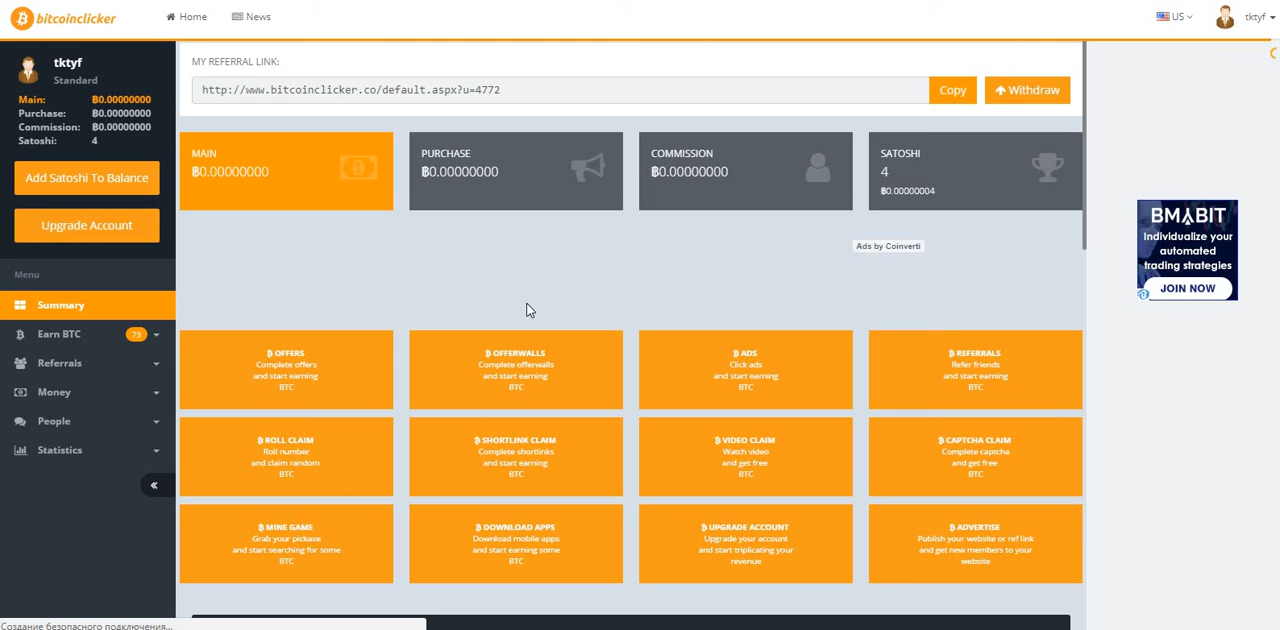 bitcoinclicker
Home
News
US
tktyf
tktyf
Standard
Main: ฿0.00000000
Purchase: ฿0.00000000
Commission: ฿0.00000000
Satoshi: 4
Add Satoshi To Balance
Upgrade Account
Menu
Summary
Earn BTC 73
Referrals
Money
People
Statistics
MY REFERRAL LINK:
http://www.bitcoinclicker.co/default.aspx?u=4772
Copy
Withdraw
MAIN
฿0.00000000
PURCHASE
฿0.00000000
COMMISSION
฿0.00000000
SATOSHI
4
฿0.00000004
Ads by Coinverti
OFFERS
Complete offers
and start earning
BTC
OFFERWALLS
Complete offerwalls
and start earning
BTC
ADS
Click ads
and start earning
BTC
REFERRALS
Refer friends
and start earning
BTC
ROLL CLAIM
Roll number
and claim random
BTC
SHORTLINK CLAIM
Complete shortlinks
and start earning
BTC
VIDEO CLAIM
Watch video
and get free
BTC
CAPTCHA CLAIM
Complete captcha
and get free
BTC
MINE GAME
Grab your pickaxe
and start searching for some
BTC
DOWNLOAD APPS
Download mobile apps
and start earning some
BTC
UPGRADE ACCOUNT
Upgrade your account
and start triplicating your
revenue
ADVERTISE
Publish your website or ref link
and get new members to your
website
BMYBIT
Individualize your
automated
trading strategies
JOIN NOW
Создание безопасного подключения...